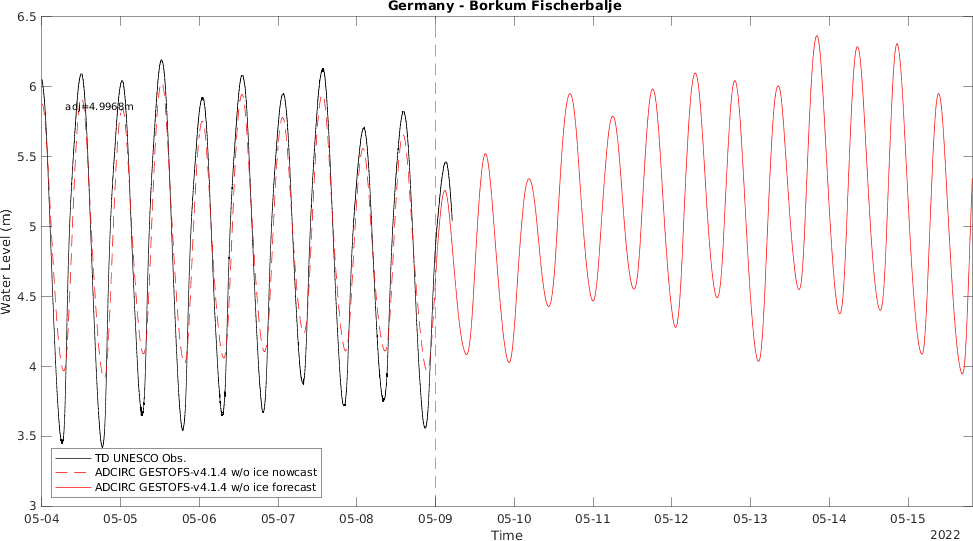 Germany - Borkum Fischerbalje
6.5
6
5.5
5
4.5
4
3.5
3
Water Level (m)
adj=4.9968m
TD UNESCO Obs.
ADCIRC GESTOFS-v4.1.4 w/o ice nowcast
ADCIRC GESTOFS-v4.1.4 w/o ice forecast
05-04 05-05 05-06 05-07 05-08 05-09 05-10 05-11 05-12 05-13 05-14 05-15
Time
2022